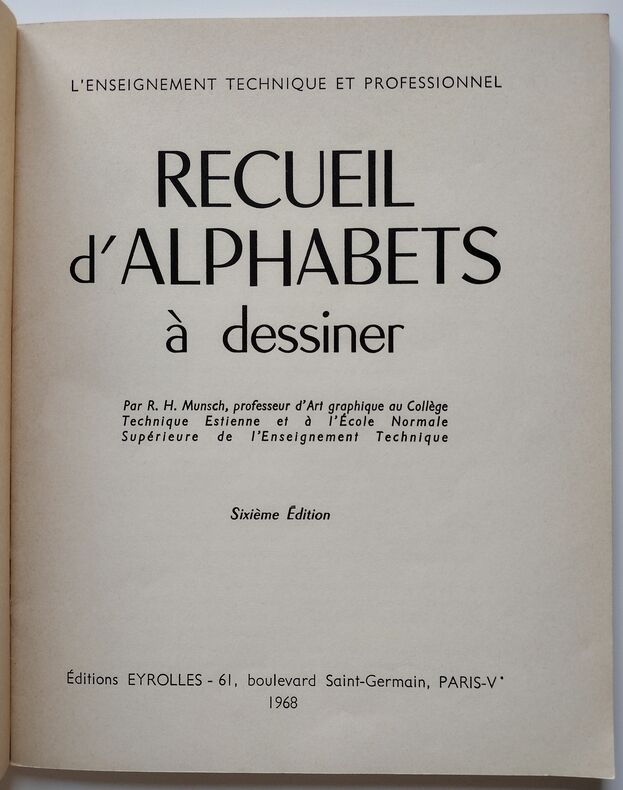 L'ENSEIGNEMENT TECHNIQUE ET PROFESSIONNEL
RECUEIL
d'ALPHABETS
à dessiner
Par R. H. Munsch, professeur d'Art graphique au Collège
Technique Estienne et à l'École Normale
Supérieure de l'Enseignement Technique
Sixième Édition
Éditions EYROLLES - 61, boulevard Saint-Germain, PARIS-Vᵉ
1968